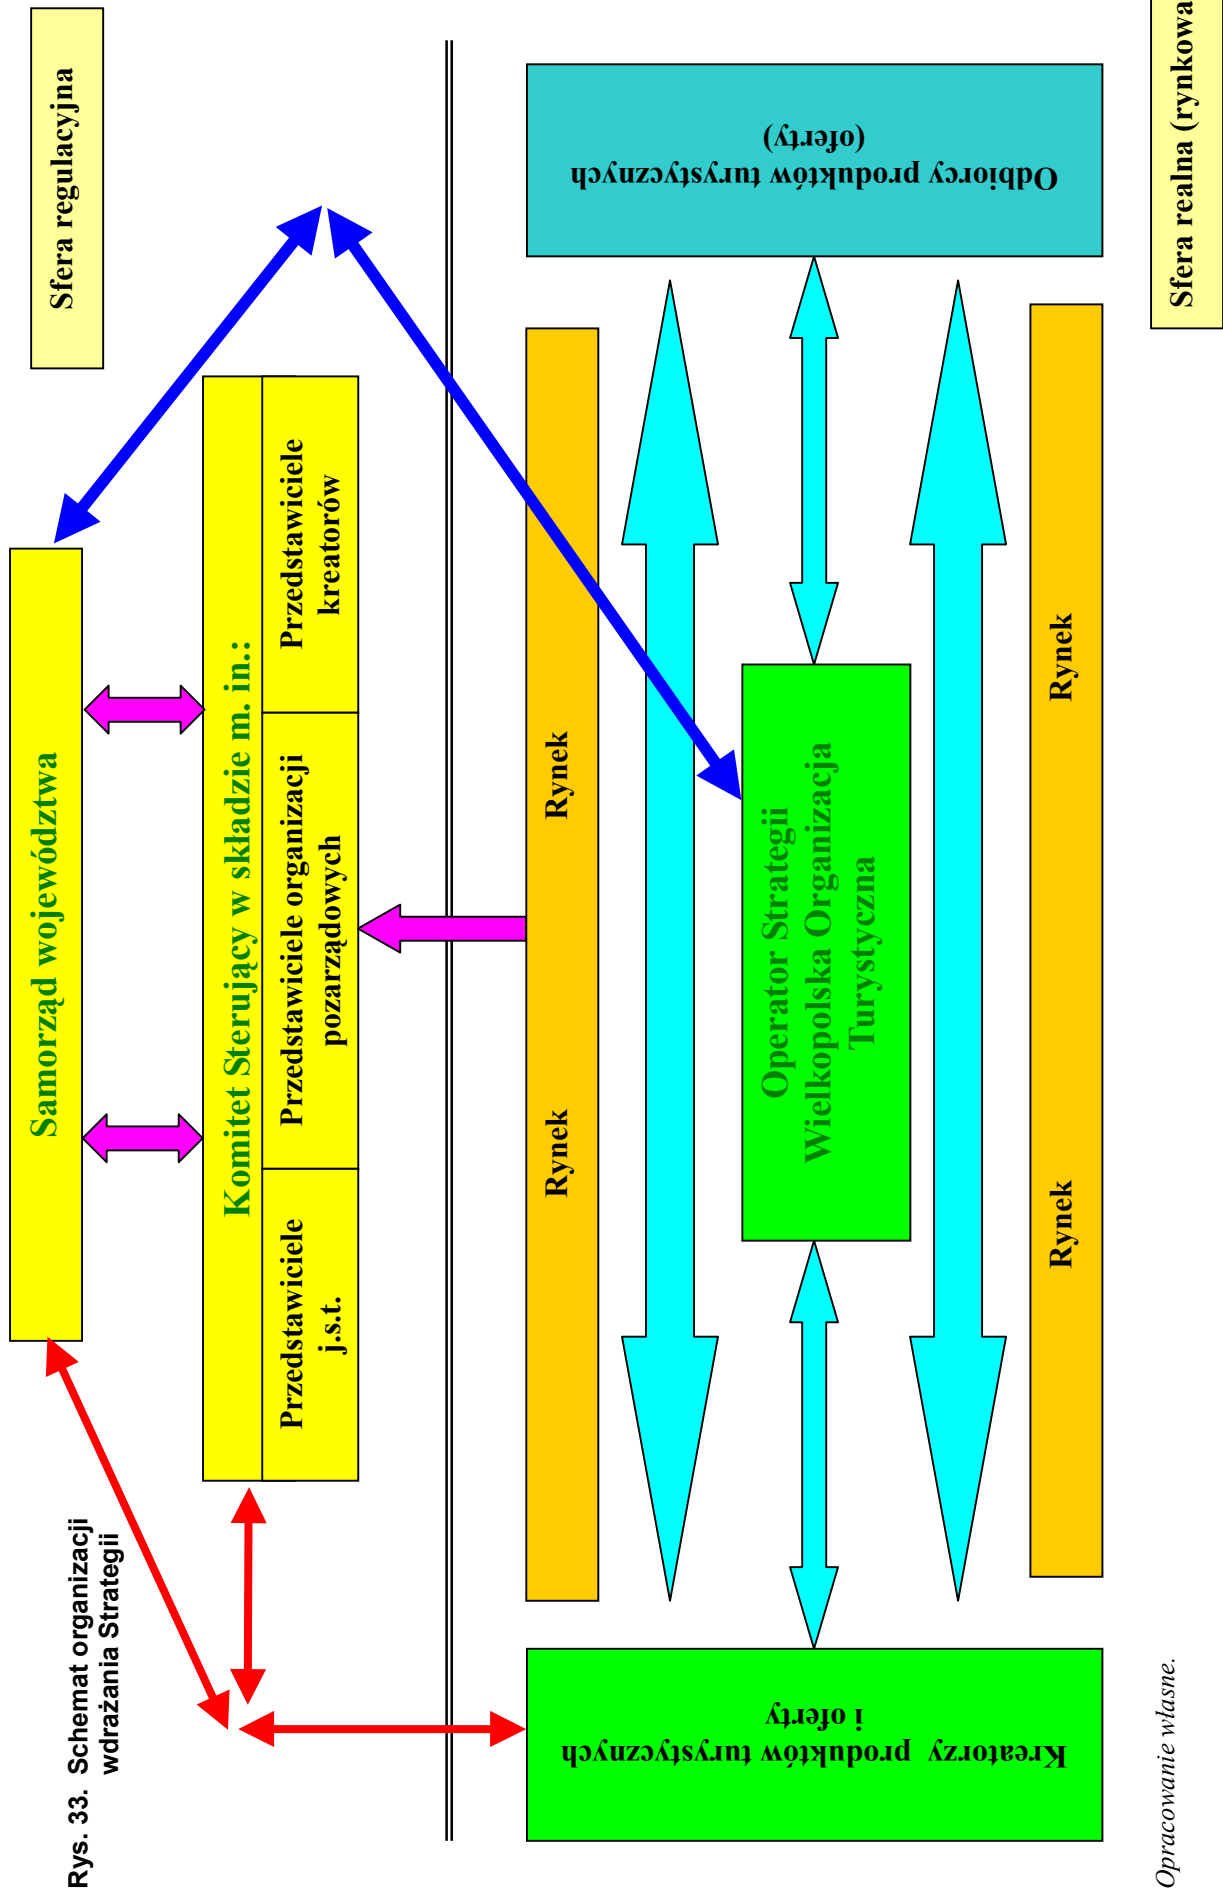 Rys. 33. Schemat organizacji
wdrażania Strategii
Samorząd województwa
Sfera regulacyjna
Komitet Sterujący w składzie m. in.:
Przedstawiciele
j.s.t.
Przedstawiciele organizacji
pozarządowych
Przedstawiciele
kreatorów
Rynek
Rynek
Kreatorzy produktów turystycznych
i oferty
Operator Strategii
Wielkopolska Organizacja
Turystyczna
Odbiorcy produktów turystycznych
(oferty)
Rynek
Rynek
Opracowanie własne.
Sfera realna (rynkowa